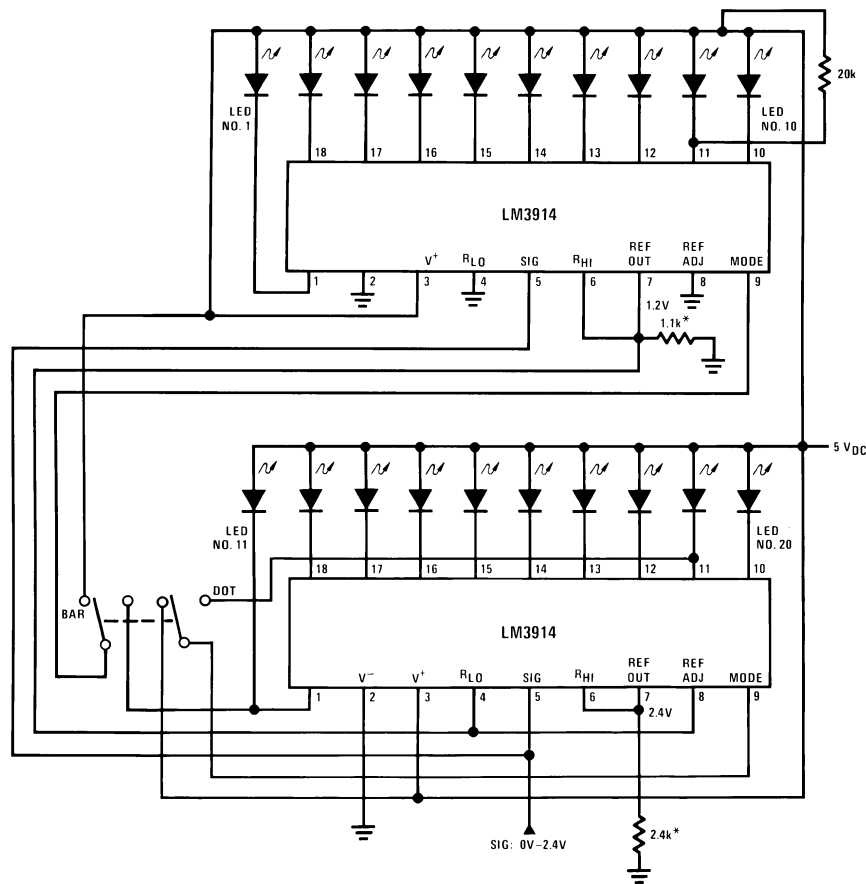 20k
LED
NO. 1
LED
NO. 10
18 17 16 15 14 13 12 11 10
LM3914
V+ RLO SIG RHI REF OUT REF ADJ MODE
1 2 3 4 5 6 7 8 9
1.2V
1.1k*
5 VDC
LED
NO. 11
LED
NO. 20
18 17 16 15 14 13 12 11 10
DOT
BAR
LM3914
V− V+ RLO SIG RHI REF OUT REF ADJ MODE
1 2 3 4 5 6 7 8 9
2.4V
2.4k*
SIG: 0V–2.4V